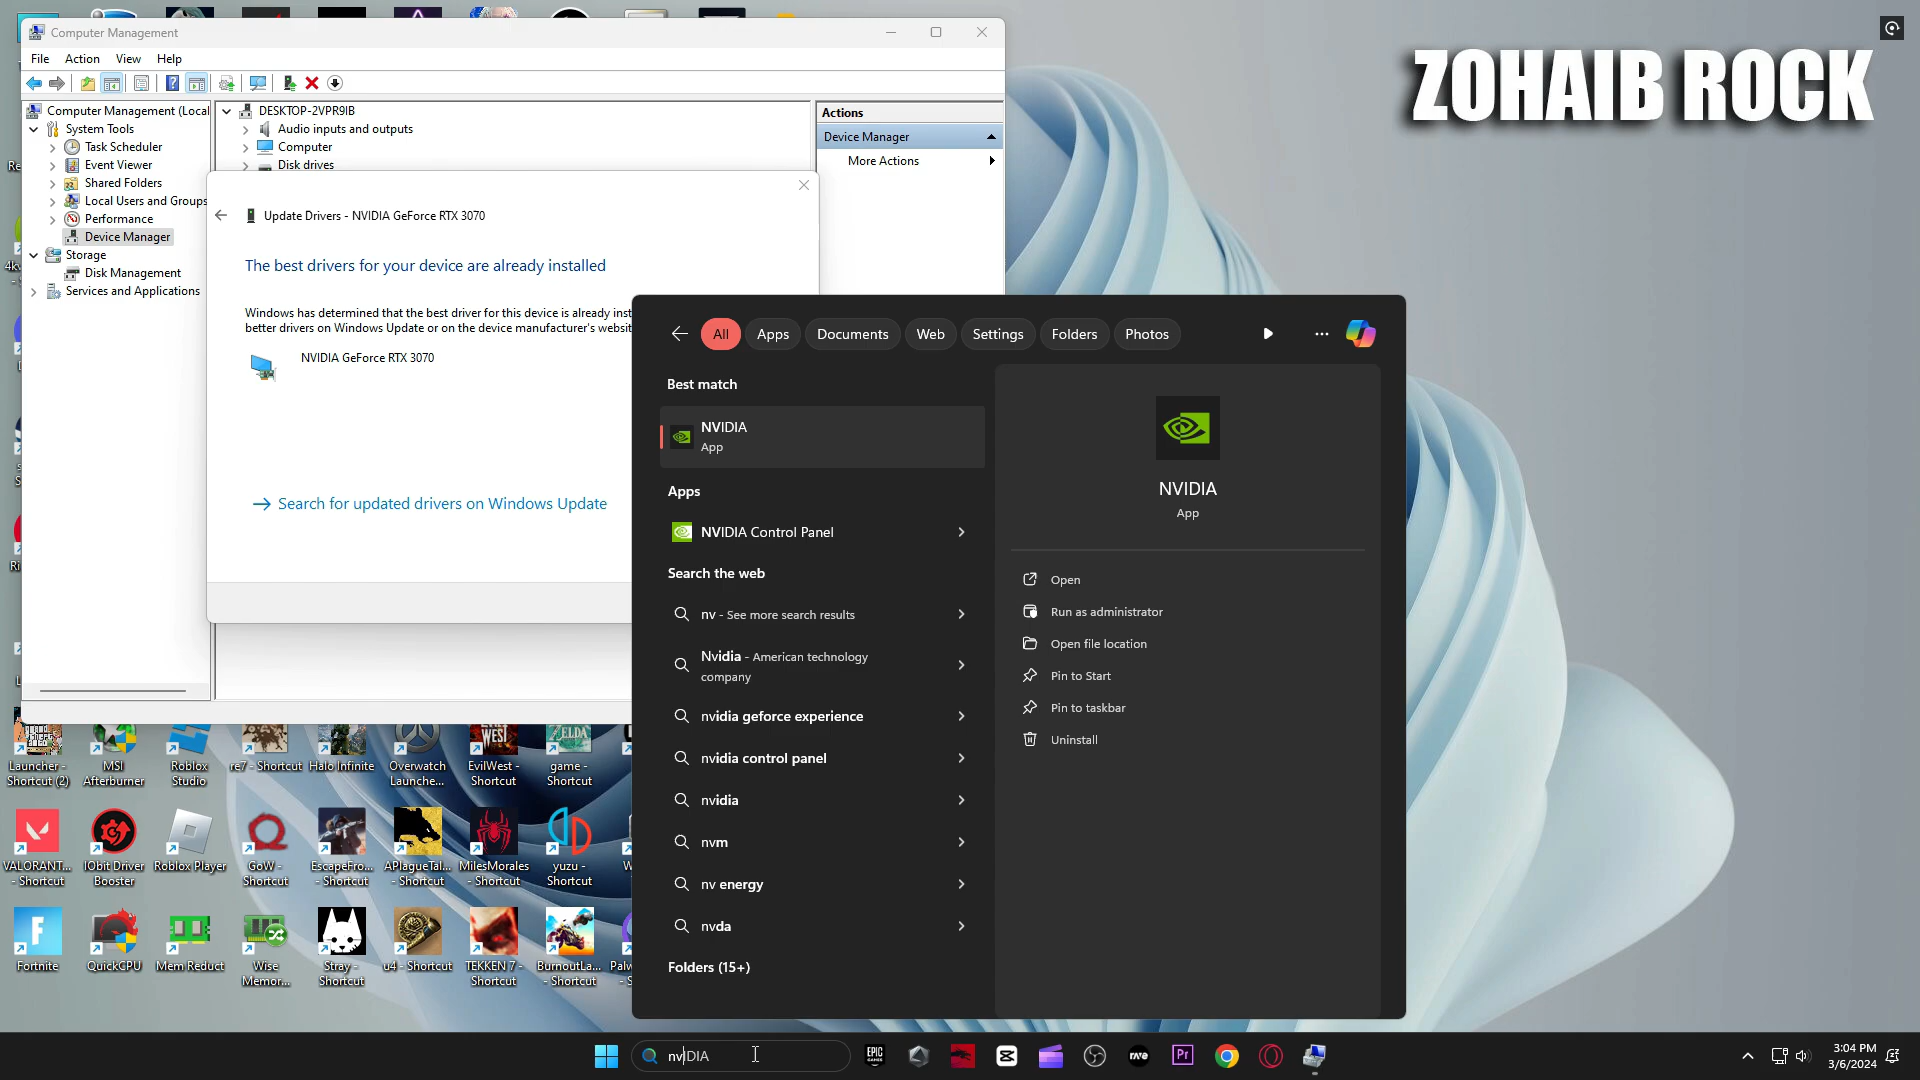 Computer Management
ZOHAIB ROCK
File Action View Help
Computer Management (Local
System Tools
Task Scheduler
Event Viewer
Shared Folders
Local Users and Groups
Performance
Device Manager
Storage
Disk Management
Services and Applications
DESKTOP-2VPR9IB
Audio inputs and outputs
Computer
Disk drives
Actions
Device Manager
More Actions
Update Drivers - NVIDIA GeForce RTX 3070
The best drivers for your device are already installed
Windows has determined that the best driver for this device is already inst
better drivers on Windows Update or on the device manufacturer's website
NVIDIA GeForce RTX 3070
Search for updated drivers on Windows Update
All Apps Documents Web Settings Folders Photos
Best match
NVIDIA
App
Apps
NVIDIA Control Panel
Search the web
nv - See more search results
Nvidia - American technology
company
nvidia geforce experience
nvidia control panel
nvidia
nvm
nv energy
nvda
Folders (15+)
NVIDIA
App
Open
Run as administrator
Open file location
Pin to Start
Pin to taskbar
Uninstall
Launcher -
Shortcut (2)
MSI
Afterburner
Roblox
Studio
re7 - Shortcut
Halo Infinite
Overwatch
Launche...
EvilWest -
Shortcut
game -
Shortcut
VALORANT...
- Shortcut
IObit Driver
Booster
Roblox Player
GoW -
Shortcut
EscapeFro...
- Shortcut
APlagueTal...
- Shortcut
MilesMorales
- Shortcut
yuzu -
Shortcut
Fortnite
QuickCPU
Mem Reduct
Wise
Memor...
Stray -
Shortcut
u4 - Shortcut
TEKKEN 7 -
Shortcut
BurnoutLa...
- Shortcut
nvIDIA
3:04 PM
3/6/2024